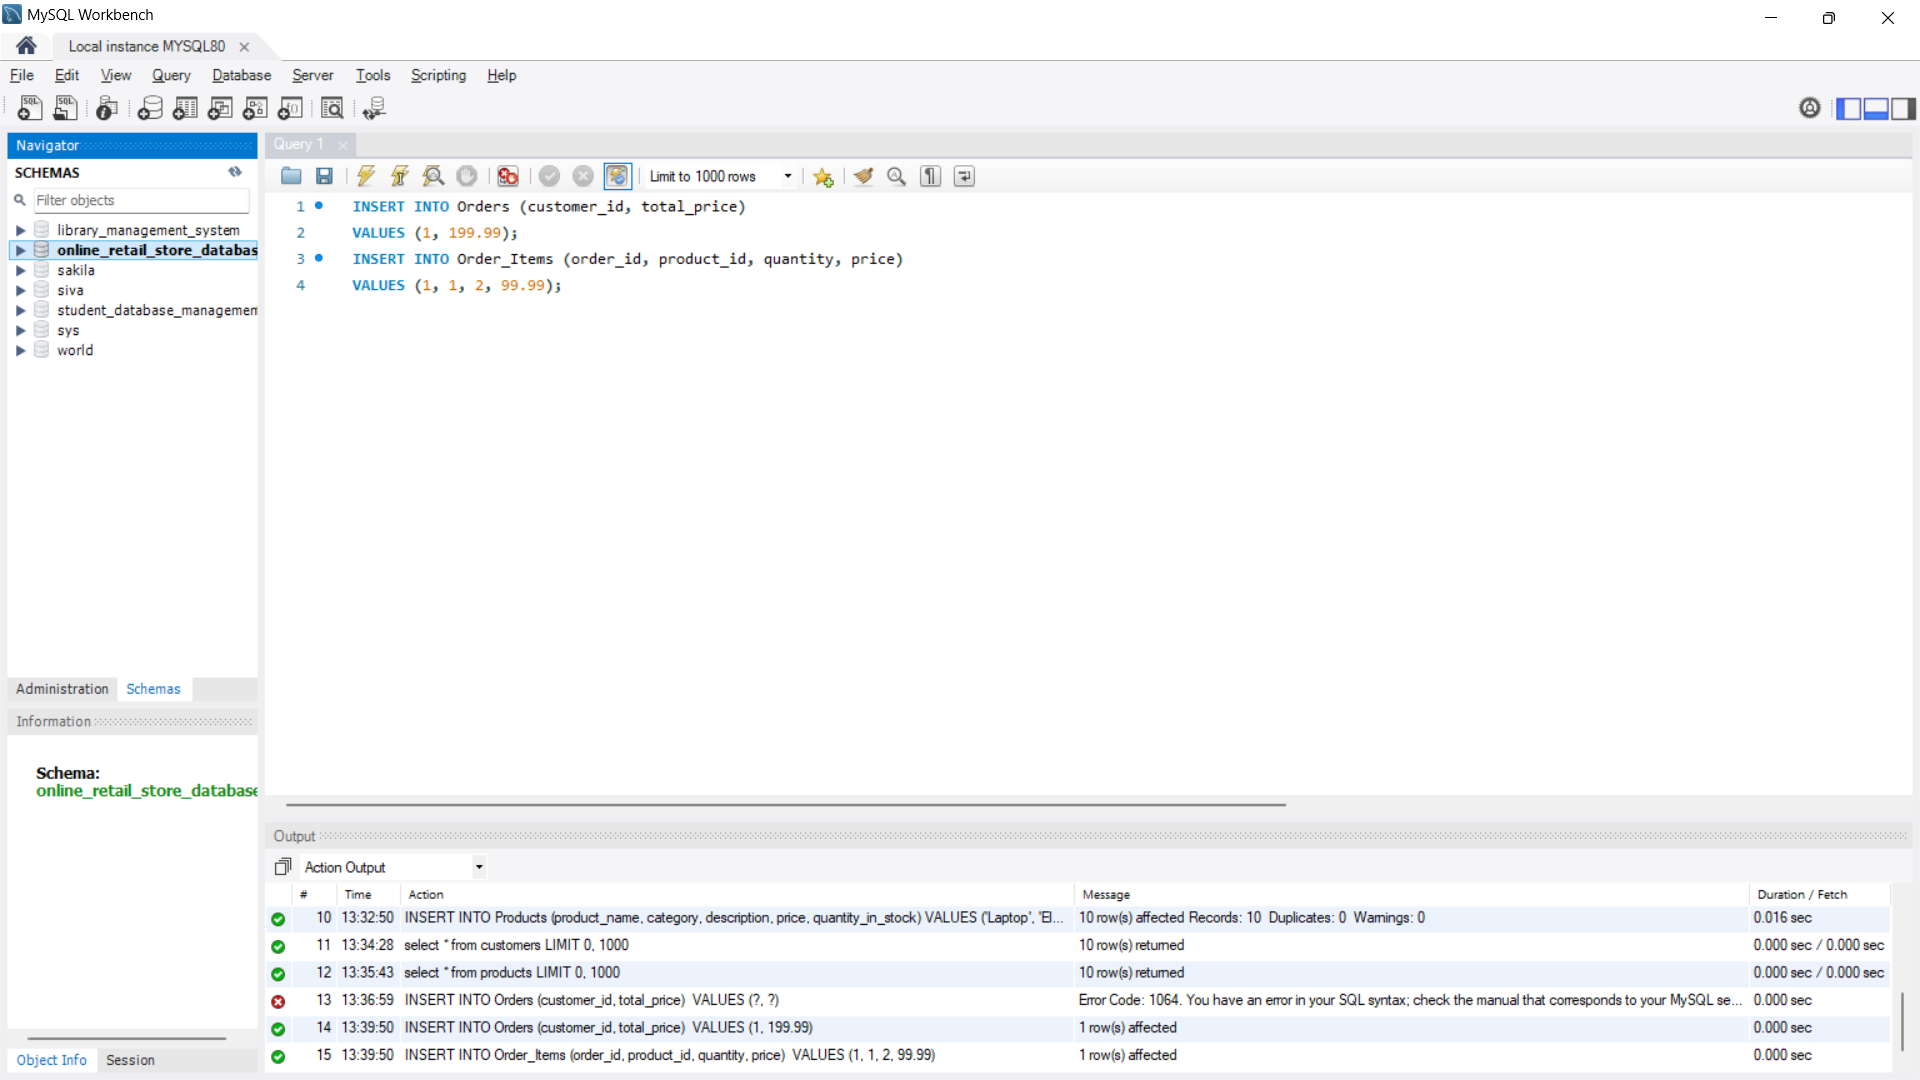 MySQL Workbench
Local instance MYSQL80
File Edit View Query Database Server Tools Scripting Help
Navigator
SCHEMAS
Filter objects
library_management_system
online_retail_store_databas
sakila
siva
student_database_managemen
sys
world
Administration Schemas
Information
Schema:
online_retail_store_database
Object Info Session
Query 1
Limit to 1000 rows
1 INSERT INTO Orders (customer_id, total_price)
2 VALUES (1, 199.99);
3 INSERT INTO Order_Items (order_id, product_id, quantity, price)
4 VALUES (1, 1, 2, 99.99);
Output
Action Output
# Time Action Message Duration / Fetch
10 13:32:50 INSERT INTO Products (product_name, category, description, price, quantity_in_stock) VALUES ('Laptop', 'El... 10 row(s) affected Records: 10 Duplicates: 0 Warnings: 0 0.016 sec
11 13:34:28 select * from customers LIMIT 0, 1000 10 row(s) returned 0.000 sec / 0.000 sec
12 13:35:43 select * from products LIMIT 0, 1000 10 row(s) returned 0.000 sec / 0.000 sec
13 13:36:59 INSERT INTO Orders (customer_id, total_price) VALUES (?, ?) Error Code: 1064. You have an error in your SQL syntax; check the manual that corresponds to your MySQL se... 0.000 sec
14 13:39:50 INSERT INTO Orders (customer_id, total_price) VALUES (1, 199.99) 1 row(s) affected 0.000 sec
15 13:39:50 INSERT INTO Order_Items (order_id, product_id, quantity, price) VALUES (1, 1, 2, 99.99) 1 row(s) affected 0.000 sec